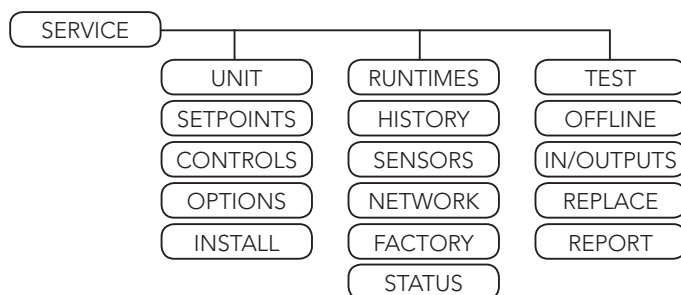 SERVICE
UNIT
SETPOINTS
CONTROLS
OPTIONS
INSTALL
RUNTIMES
HISTORY
SENSORS
NETWORK
FACTORY
STATUS
TEST
OFFLINE
IN/OUTPUTS
REPLACE
REPORT